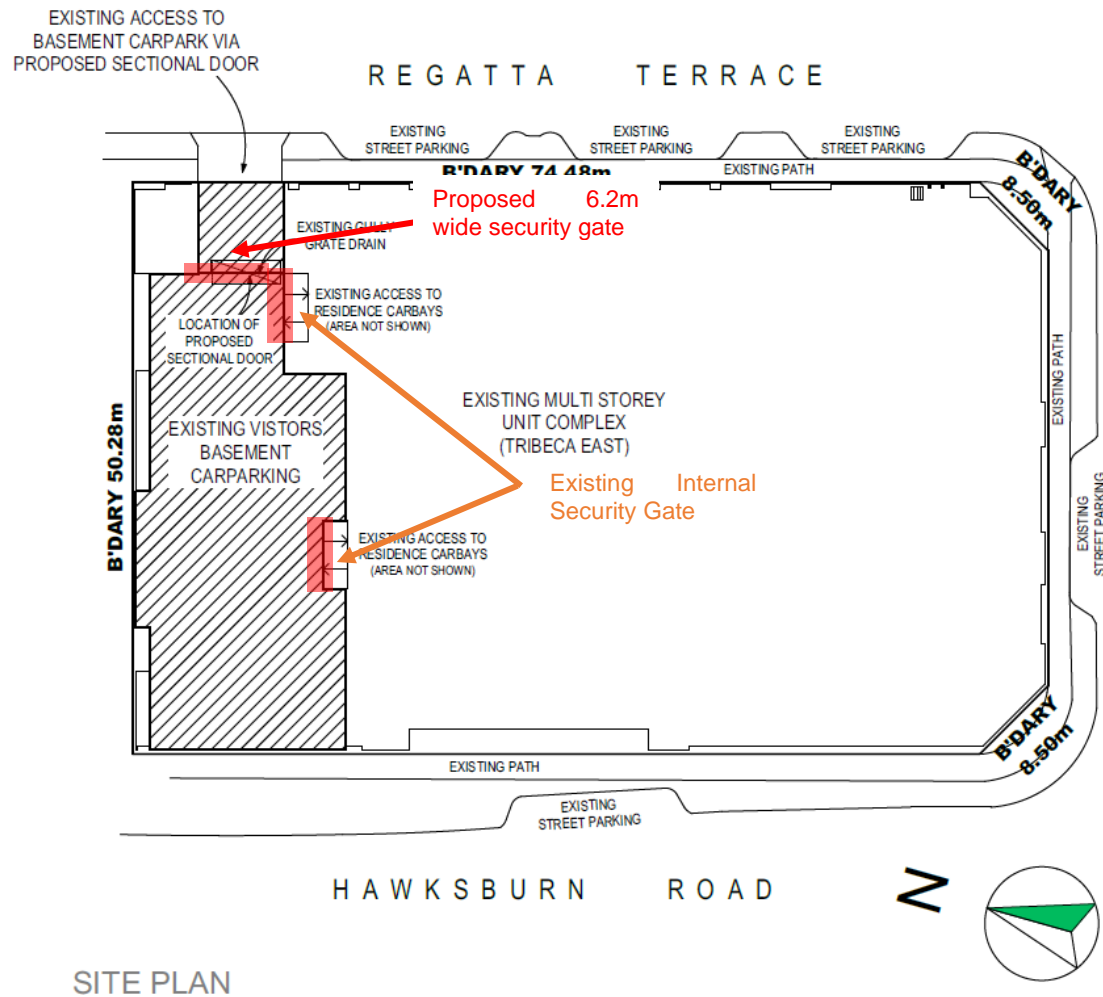 EXISTING ACCESS TO
BASEMENT CARPARK VIA
PROPOSED SECTIONAL DOOR
REGATTA TERRACE
EXISTING
STREET PARKING
EXISTING
STREET PARKING
EXISTING
STREET PARKING
B'DARY 74.48m
EXISTING PATH
B'DARY
8.50m
Proposed 6.2m
wide security gate
EXISTING GULLY
GRATE DRAIN
EXISTING ACCESS TO
RESIDENCE CARBAYS
(AREA NOT SHOWN)
LOCATION OF
PROPOSED
SECTIONAL DOOR
EXISTING MULTI STOREY
UNIT COMPLEX
(TRIBECA EAST)
EXISTING PATH
B'DARY 50.28m
EXISTING VISTORS
BASEMENT
CARPARKING
Existing Internal
Security Gate
EXISTING
STREET PARKING
EXISTING ACCESS TO
RESIDENCE CARBAYS
(AREA NOT SHOWN)
B'DARY
8.50m
EXISTING PATH
EXISTING
STREET PARKING
HAWKSBURN ROAD
N
SITE PLAN